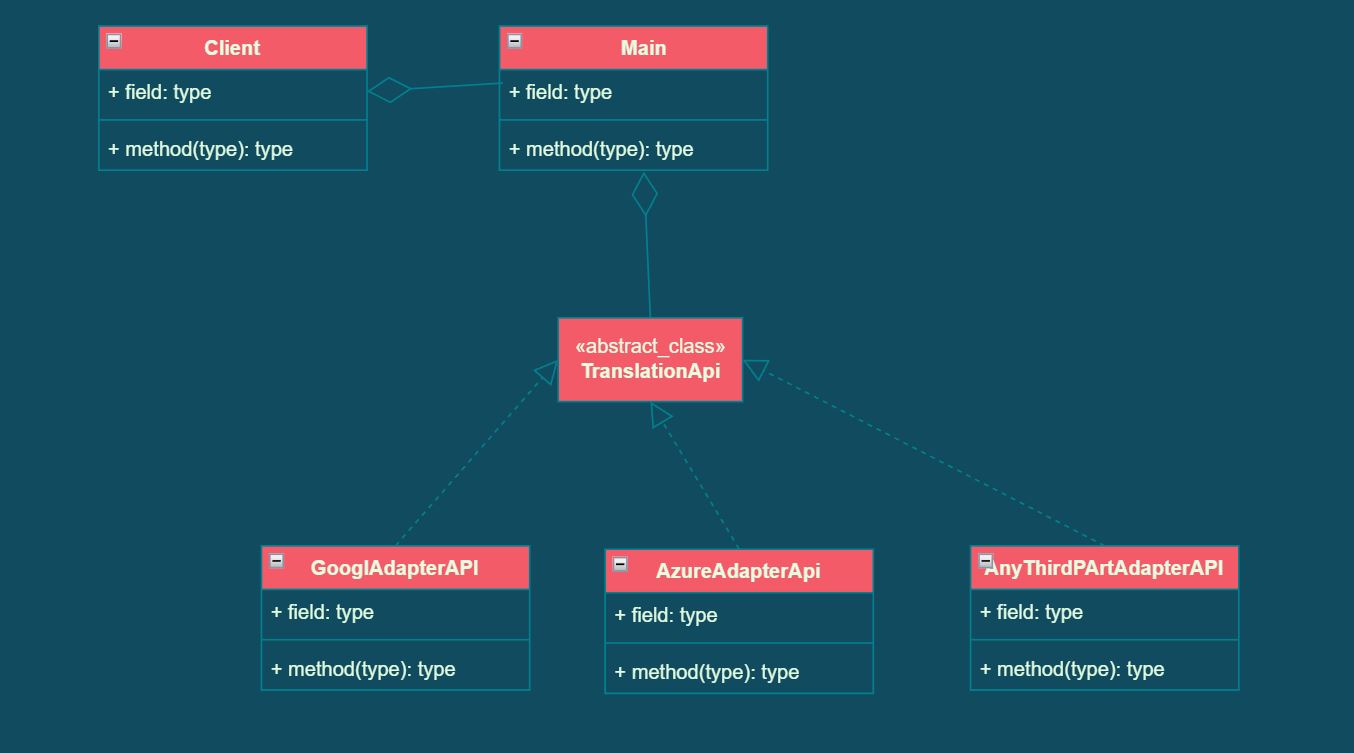 Client
+ field: type
+ method(type): type
Main
+ field: type
+ method(type): type
«abstract_class»
TranslationApi
GooglAdapterAPI
+ field: type
+ method(type): type
AzureAdapterApi
+ field: type
+ method(type): type
AnyThirdPArtAdapterAPI
+ field: type
+ method(type): type